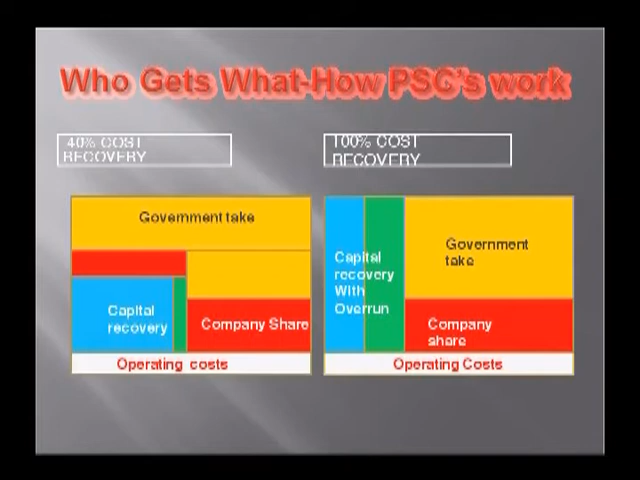 Who Gets What-How PSC's work
40% COST
RECOVERY
100% COST
RECOVERY
Government take
Capital
recovery
Company Share
Operating costs
Capital
recovery
With
Overrun
Government
take
Company
share
Operating Costs